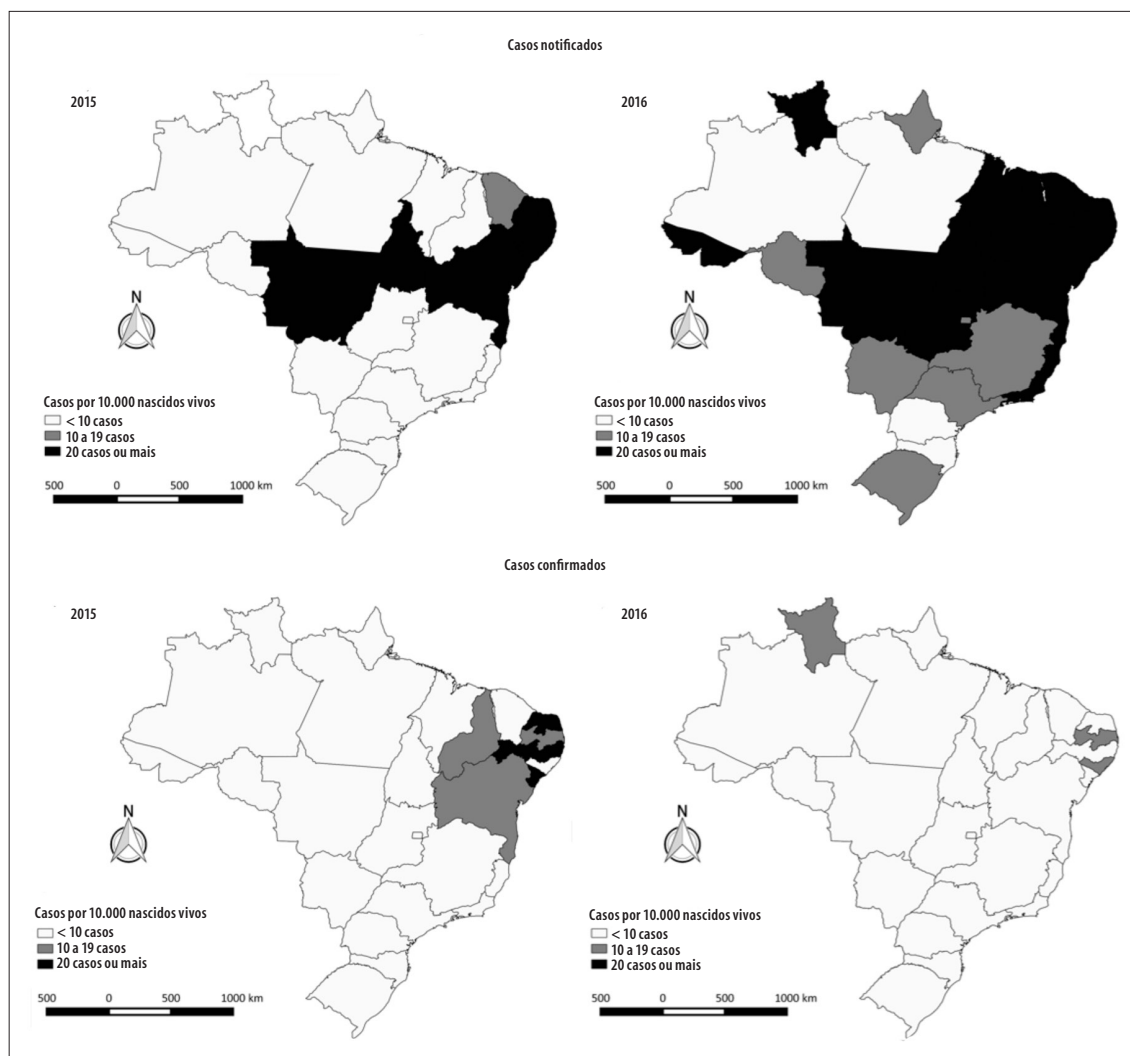 Casos notificados
2015
N
Casos por 10.000 nascidos vivos
< 10 casos
10 a 19 casos
20 casos ou mais
500 0 500 1000 km
2016
N
Casos por 10.000 nascidos vivos
< 10 casos
10 a 19 casos
20 casos ou mais
500 0 500 1000 km
Casos confirmados
2015
N
Casos por 10.000 nascidos vivos
< 10 casos
10 a 19 casos
20 casos ou mais
500 0 500 1000 km
2016
N
Casos por 10.000 nascidos vivos
< 10 casos
10 a 19 casos
20 casos ou mais
500 0 500 1000 km